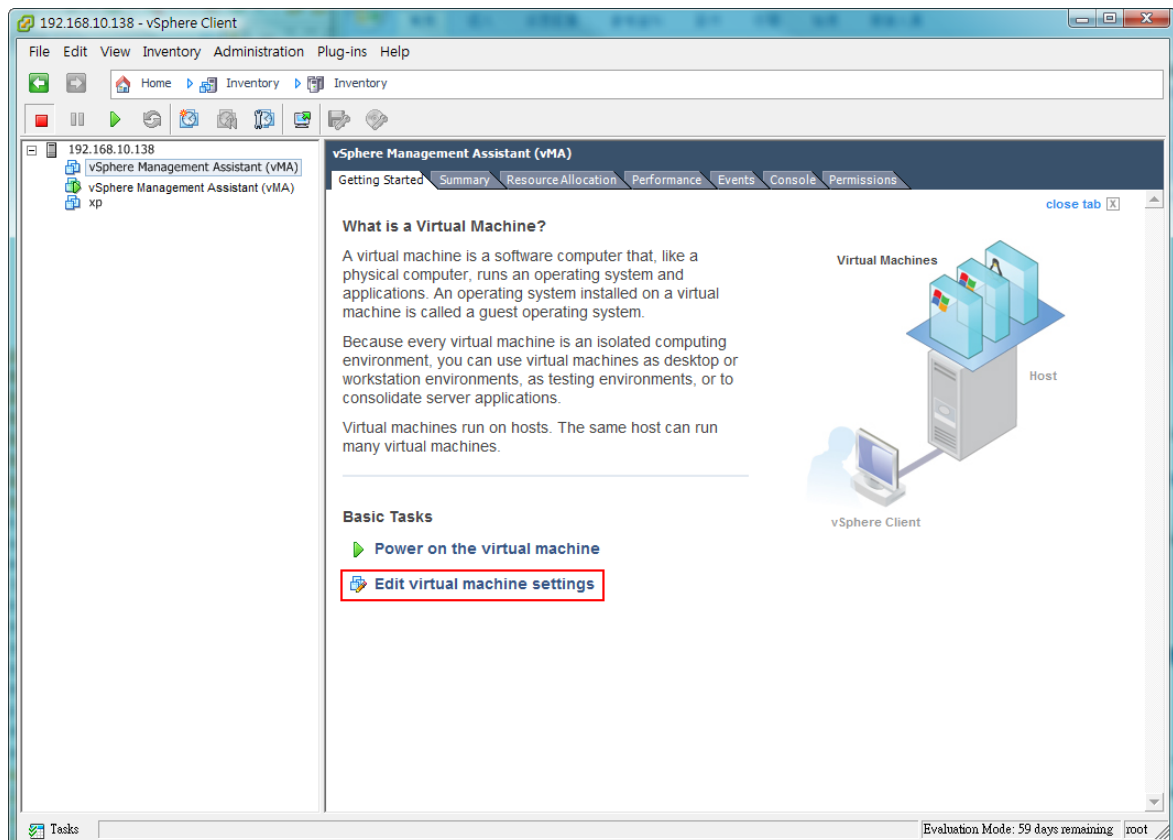 192.168.10.138 - vSphere Client
File Edit View Inventory Administration Plug-ins Help
Home Inventory Inventory
192.168.10.138
vSphere Management Assistant (vMA)
vSphere Management Assistant (vMA)
xp
vSphere Management Assistant (vMA)
Getting Started Summary Resource Allocation Performance Events Console Permissions
close tab X
What is a Virtual Machine?
A virtual machine is a software computer that, like a
physical computer, runs an operating system and
applications. An operating system installed on a virtual
machine is called a guest operating system.
Because every virtual machine is an isolated computing
environment, you can use virtual machines as desktop or
workstation environments, as testing environments, or to
consolidate server applications.
Virtual machines run on hosts. The same host can run
many virtual machines.
Virtual Machines
Host
vSphere Client
Basic Tasks
Power on the virtual machine
Edit virtual machine settings
Tasks
Evaluation Mode: 59 days remaining root